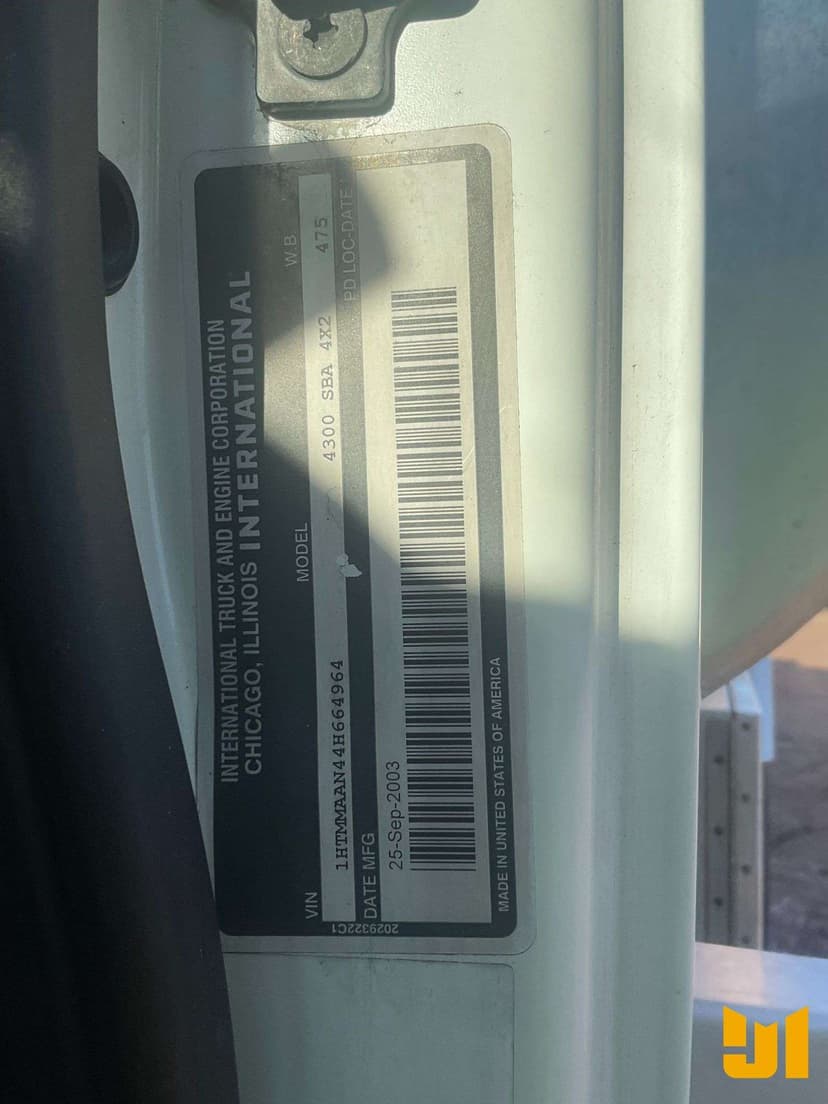 INTERNATIONAL TRUCK AND ENGINE CORPORATION
CHICAGO, ILLINOIS INTERNATIONAL
VIN MODEL W.B
1HTMMAAN44H664964 4300 SBA 4X2 475
DATE MFG PD LOC-DATE
25-Sep-2003
MADE IN UNITED STATES OF AMERICA
2029322C1